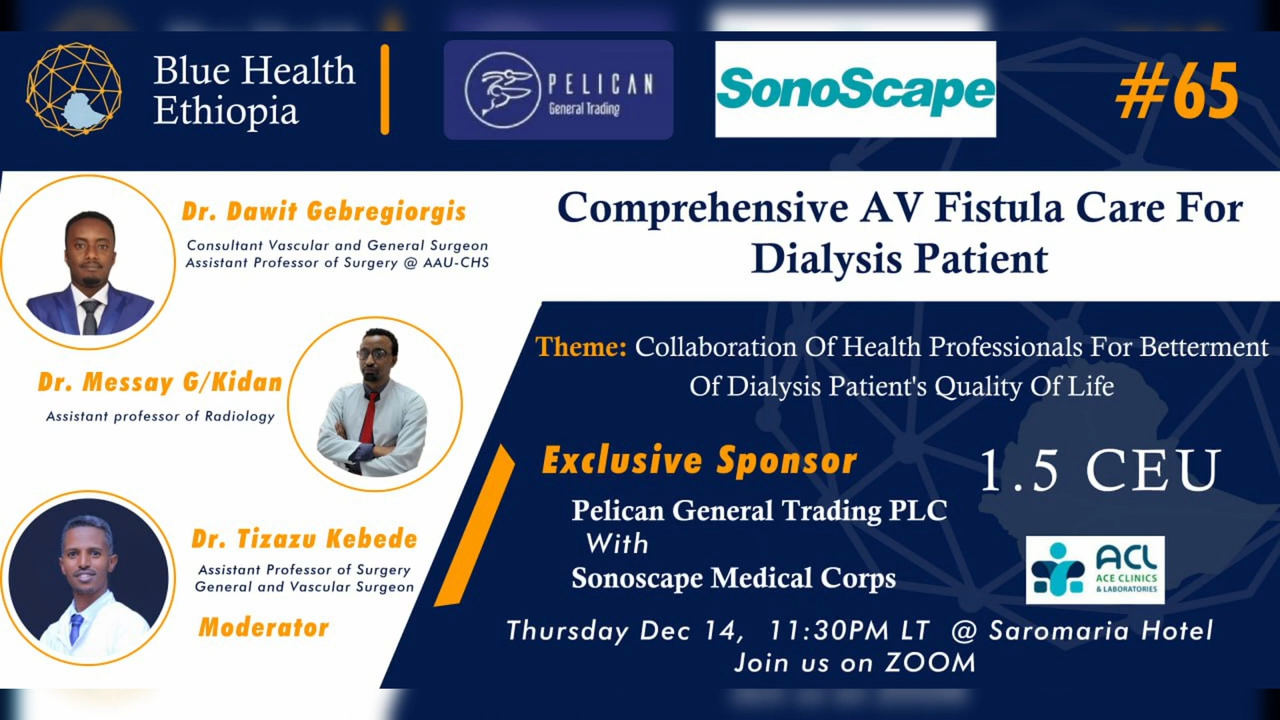 Blue Health
Ethiopia
PELICAN
General Trading
SonoScape
#65
Dr. Dawit Gebregiorgis
Consultant Vascular and General Surgeon
Assistant Professor of Surgery @ AAU-CHS
Dr. Messay G/Kidan
Assistant professor of Radiology
Dr. Tizazu Kebede
Assistant Professor of Surgery
General and Vascular Surgeon
Moderator
Comprehensive AV Fistula Care For
Dialysis Patient
Theme: Collaboration Of Health Professionals For Betterment
Of Dialysis Patient's Quality Of Life
Exclusive Sponsor
Pelican General Trading PLC
With
Sonoscape Medical Corps
1.5 CEU
ACL
ACE CLINICS
& LABORATORIES
Thursday Dec 14, 11:30PM LT @ Saromaria Hotel
Join us on ZOOM